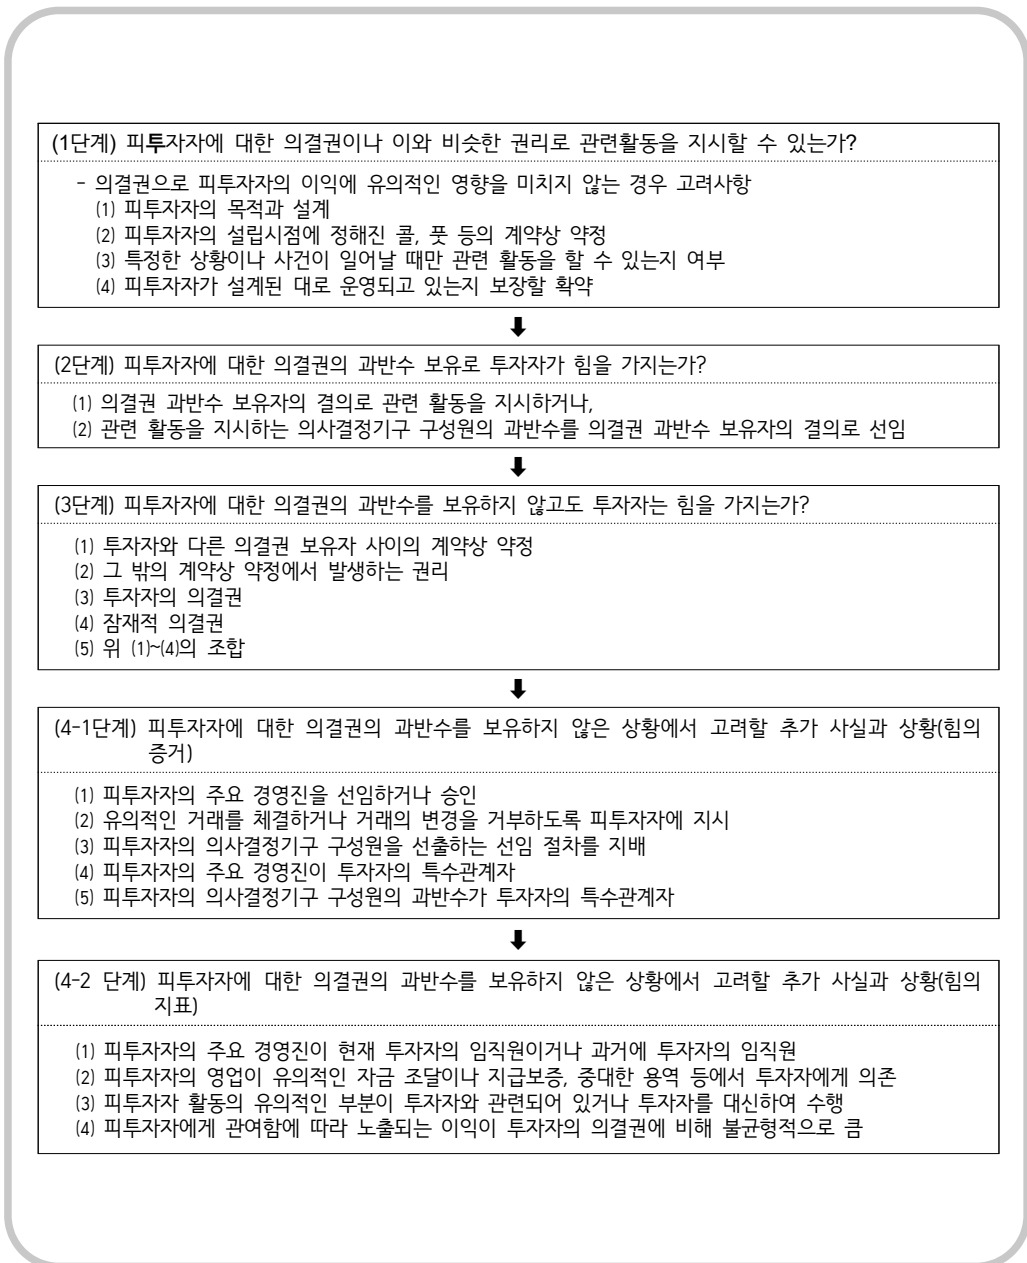 (1단계) 피투자자에 대한 의결권이나 이와 비슷한 권리로 관련활동을 지시할 수 있는가?
- 의결권으로 피투자자의 이익에 유의적인 영향을 미치지 않는 경우 고려사항
(1) 피투자자의 목적과 설계
(2) 피투자자의 설립시점에 정해진 콜, 풋 등의 계약상 약정
(3) 특정한 상황이나 사건이 일어날 때만 관련 활동을 할 수 있는지 여부
(4) 피투자자가 설계된 대로 운영되고 있는지 보장할 확약
⬇
(2단계) 피투자자에 대한 의결권의 과반수 보유로 투자자가 힘을 가지는가?
(1) 의결권 과반수 보유자의 결의로 관련 활동을 지시하거나,
(2) 관련 활동을 지시하는 의사결정기구 구성원의 과반수를 의결권 과반수 보유자의 결의로 선임
⬇
(3단계) 피투자자에 대한 의결권의 과반수를 보유하지 않고도 투자자는 힘을 가지는가?
(1) 투자자와 다른 의결권 보유자 사이의 계약상 약정
(2) 그 밖의 계약상 약정에서 발생하는 권리
(3) 투자자의 의결권
(4) 잠재적 의결권
(5) 위 (1)~(4)의 조합
⬇
(4-1단계) 피투자자에 대한 의결권의 과반수를 보유하지 않은 상황에서 고려할 추가 사실과 상황(힘의
증거)
(1) 피투자자의 주요 경영진을 선임하거나 승인
(2) 유의적인 거래를 체결하거나 거래의 변경을 거부하도록 피투자자에 지시
(3) 피투자자의 의사결정기구 구성원을 선출하는 선임 절차를 지배
(4) 피투자자의 주요 경영진이 투자자의 특수관계자
(5) 피투자자의 의사결정기구 구성원의 과반수가 투자자의 특수관계자
⬇
(4-2 단계) 피투자자에 대한 의결권의 과반수를 보유하지 않은 상황에서 고려할 추가 사실과 상황(힘의
지표)
(1) 피투자자의 주요 경영진이 현재 투자자의 임직원이거나 과거에 투자자의 임직원
(2) 피투자자의 영업이 유의적인 자금 조달이나 지급보증, 중대한 용역 등에서 투자자에게 의존
(3) 피투자자 활동의 유의적인 부분이 투자자와 관련되어 있거나 투자자를 대신하여 수행
(4) 피투자자에게 관여함에 따라 노출되는 이익이 투자자의 의결권에 비해 불균형적으로 큼